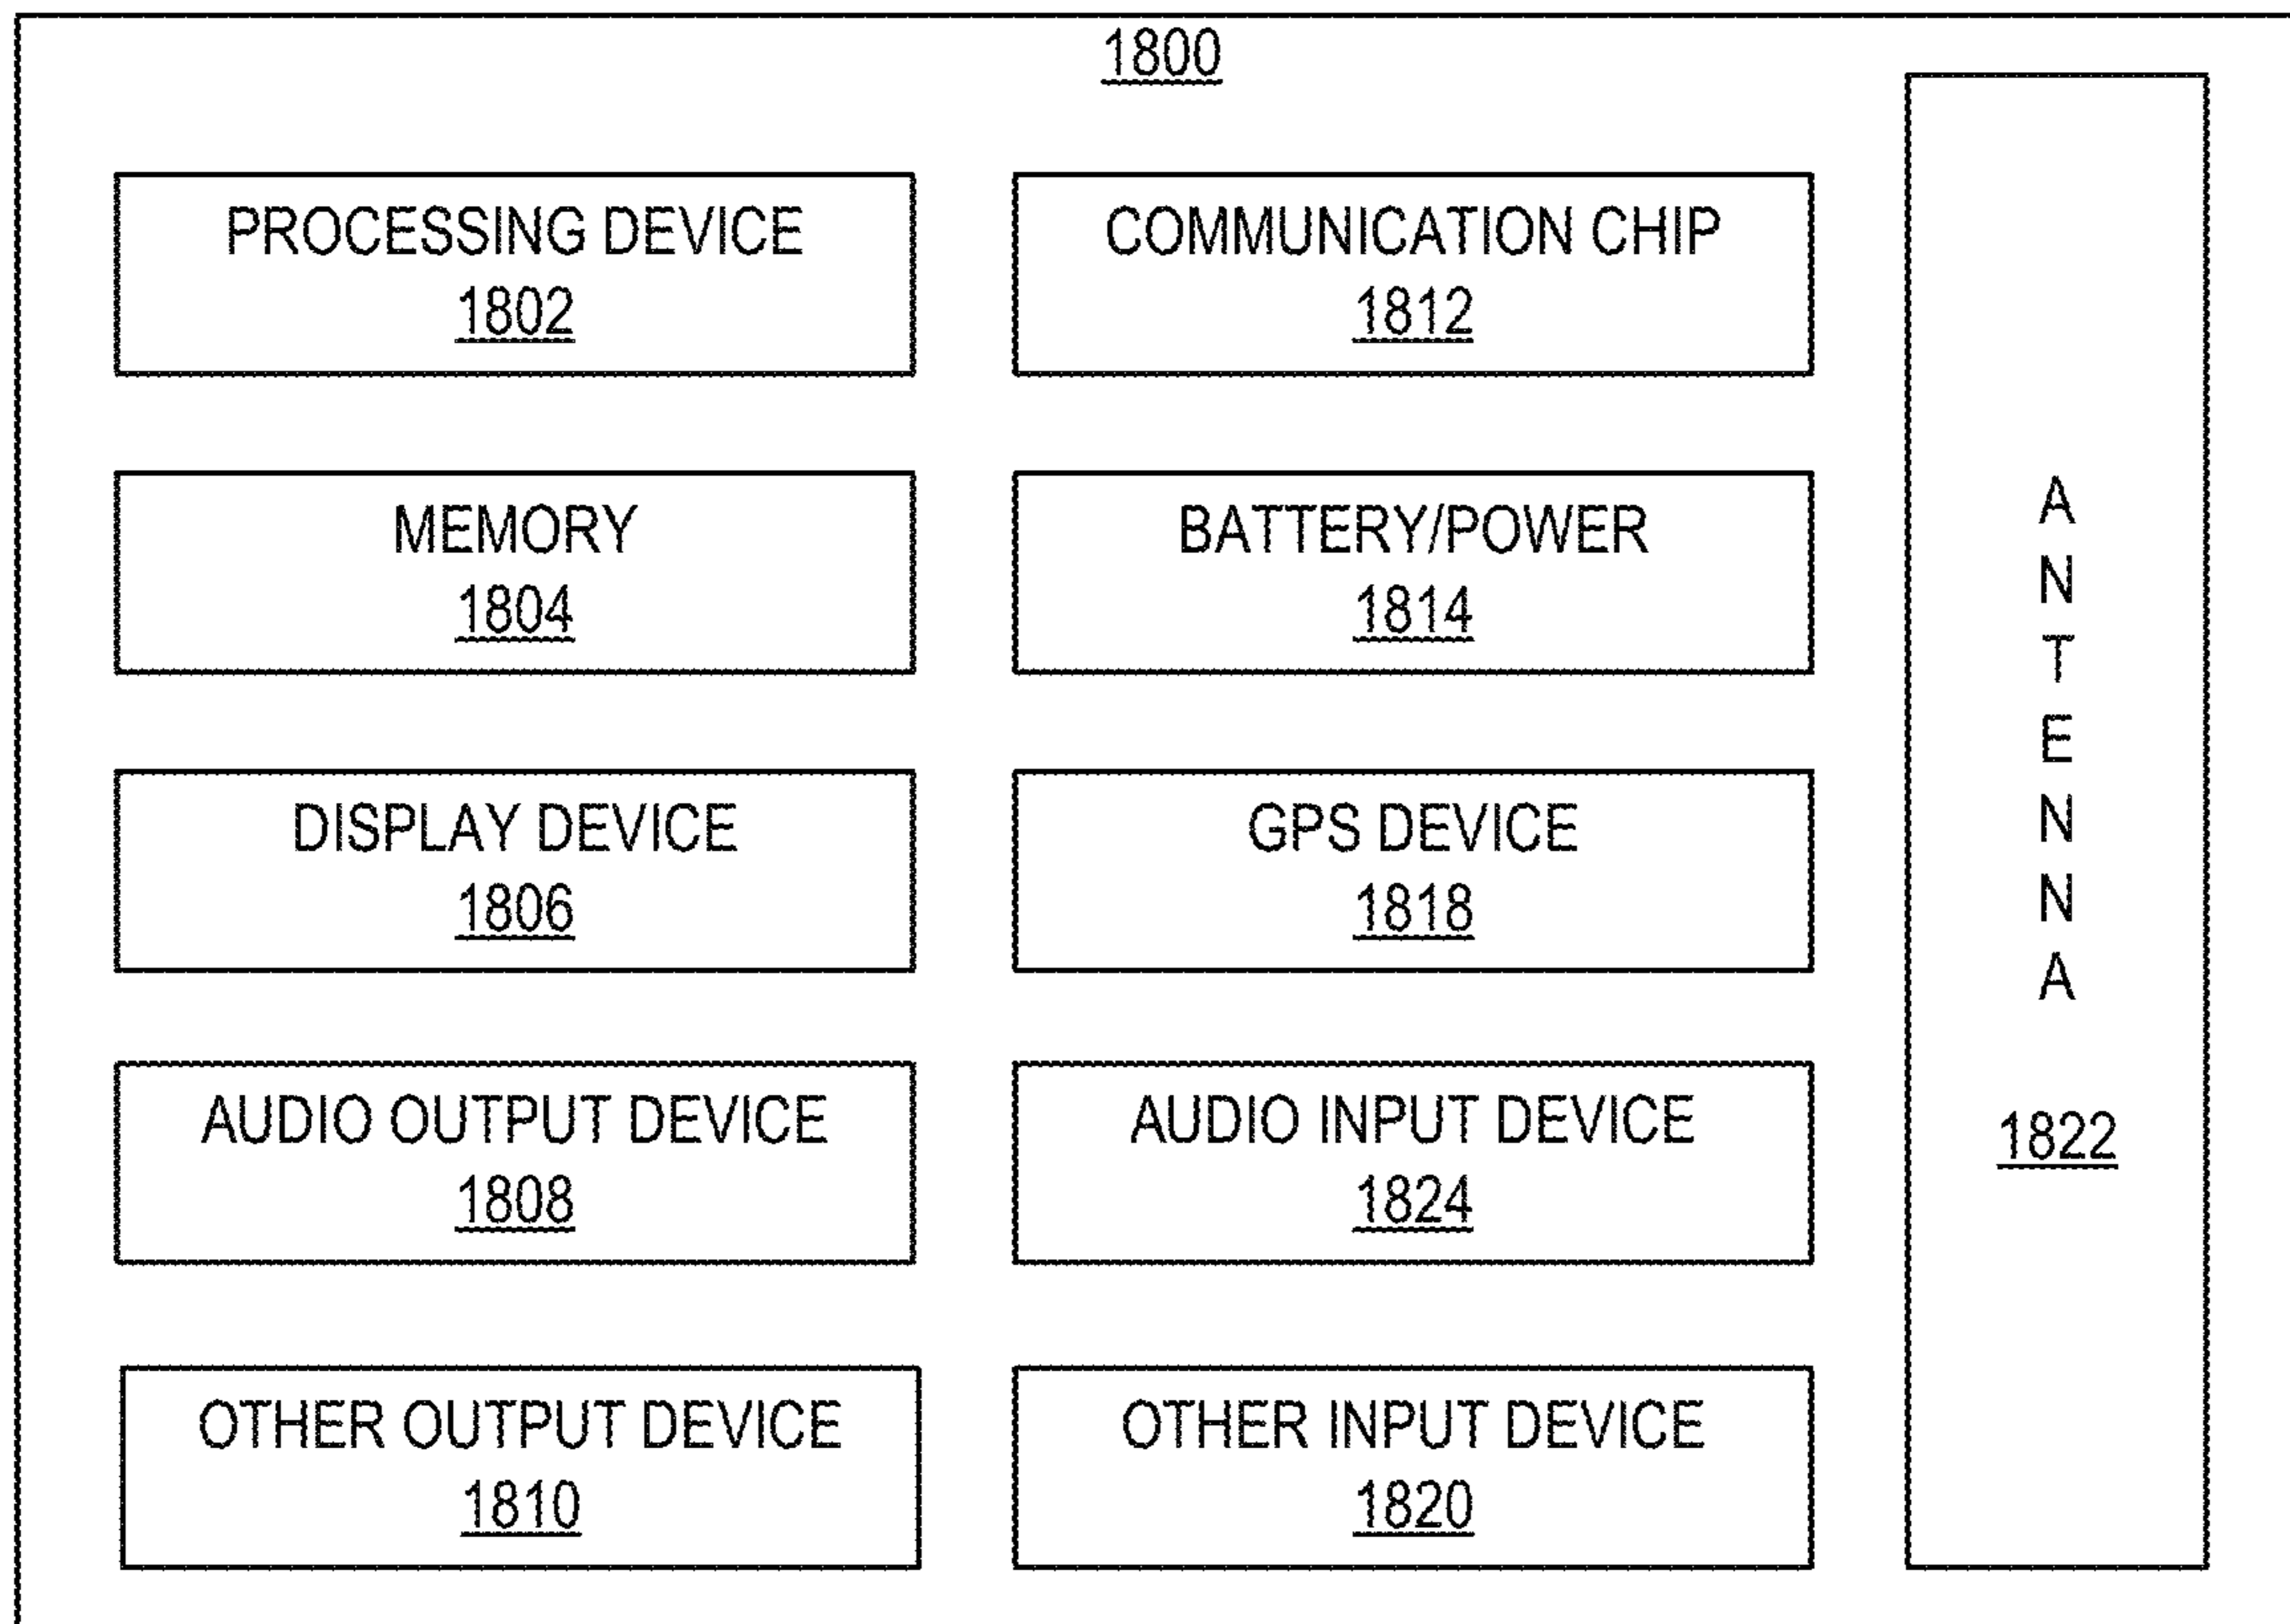 1800
PROCESSING DEVICE
1802
COMMUNICATION CHIP
1812
MEMORY
1804
BATTERY/POWER
1814
DISPLAY DEVICE
1806
GPS DEVICE
1818
AUDIO OUTPUT DEVICE
1808
AUDIO INPUT DEVICE
1824
OTHER OUTPUT DEVICE
1810
OTHER INPUT DEVICE
1820
A
N
T
E
N
N
A
1822